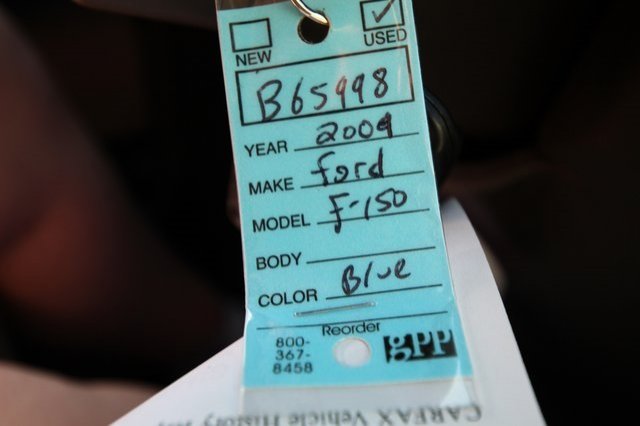 NEW USED
B65998
YEAR 2009
MAKE Ford
MODEL F-150
BODY
COLOR Blue
Reorder
800-
367-
8458
gPP
CARFAX Vehicle History